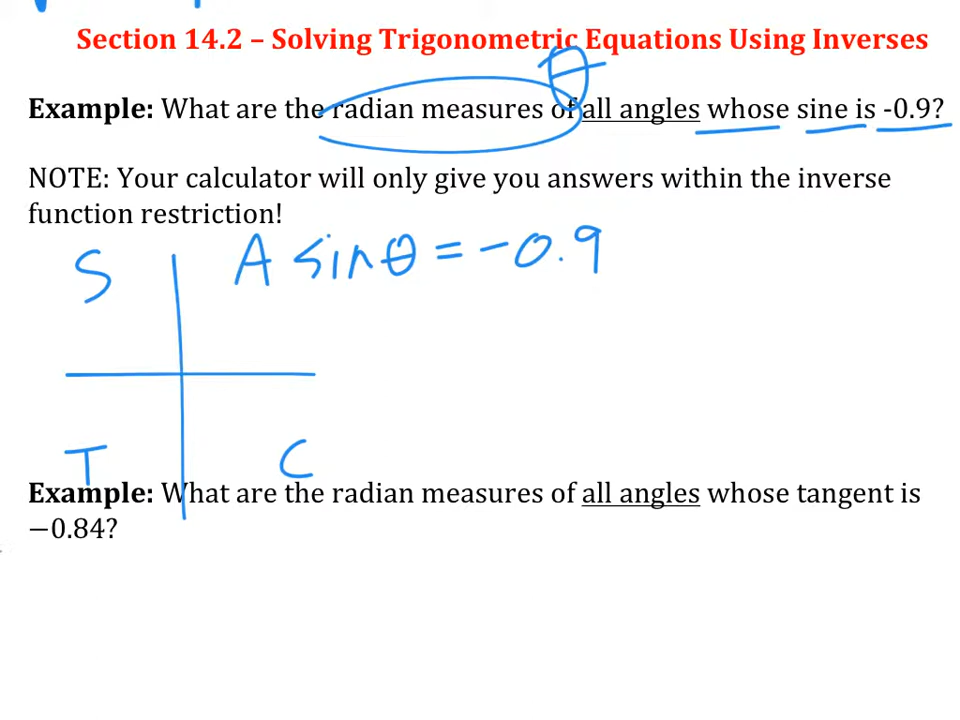 Section 14.2 – Solving Trigonometric Equations Using Inverses
θ
Example: What are the radian measures of all angles whose sine is -0.9?
NOTE: Your calculator will only give you answers within the inverse
function restriction!
S A sinθ = -0.9
T C
Example: What are the radian measures of all angles whose tangent is
−0.84?